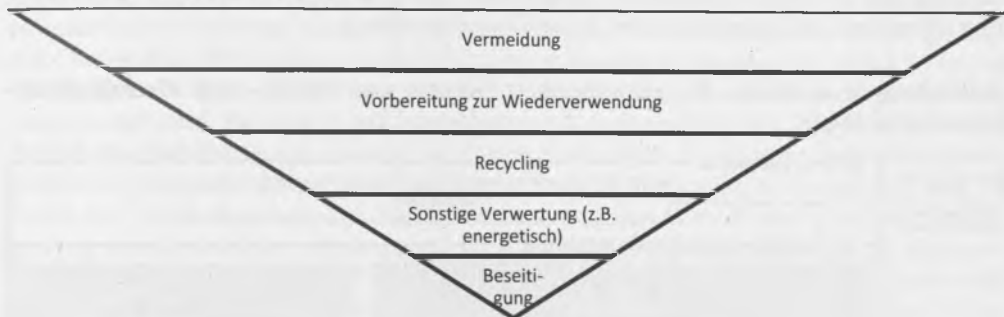 Vermeidung
Vorbereitung zur Wiederverwendung
Recycling
Sonstige Verwertung (z.B.
energetisch)
Beseiti-
gung